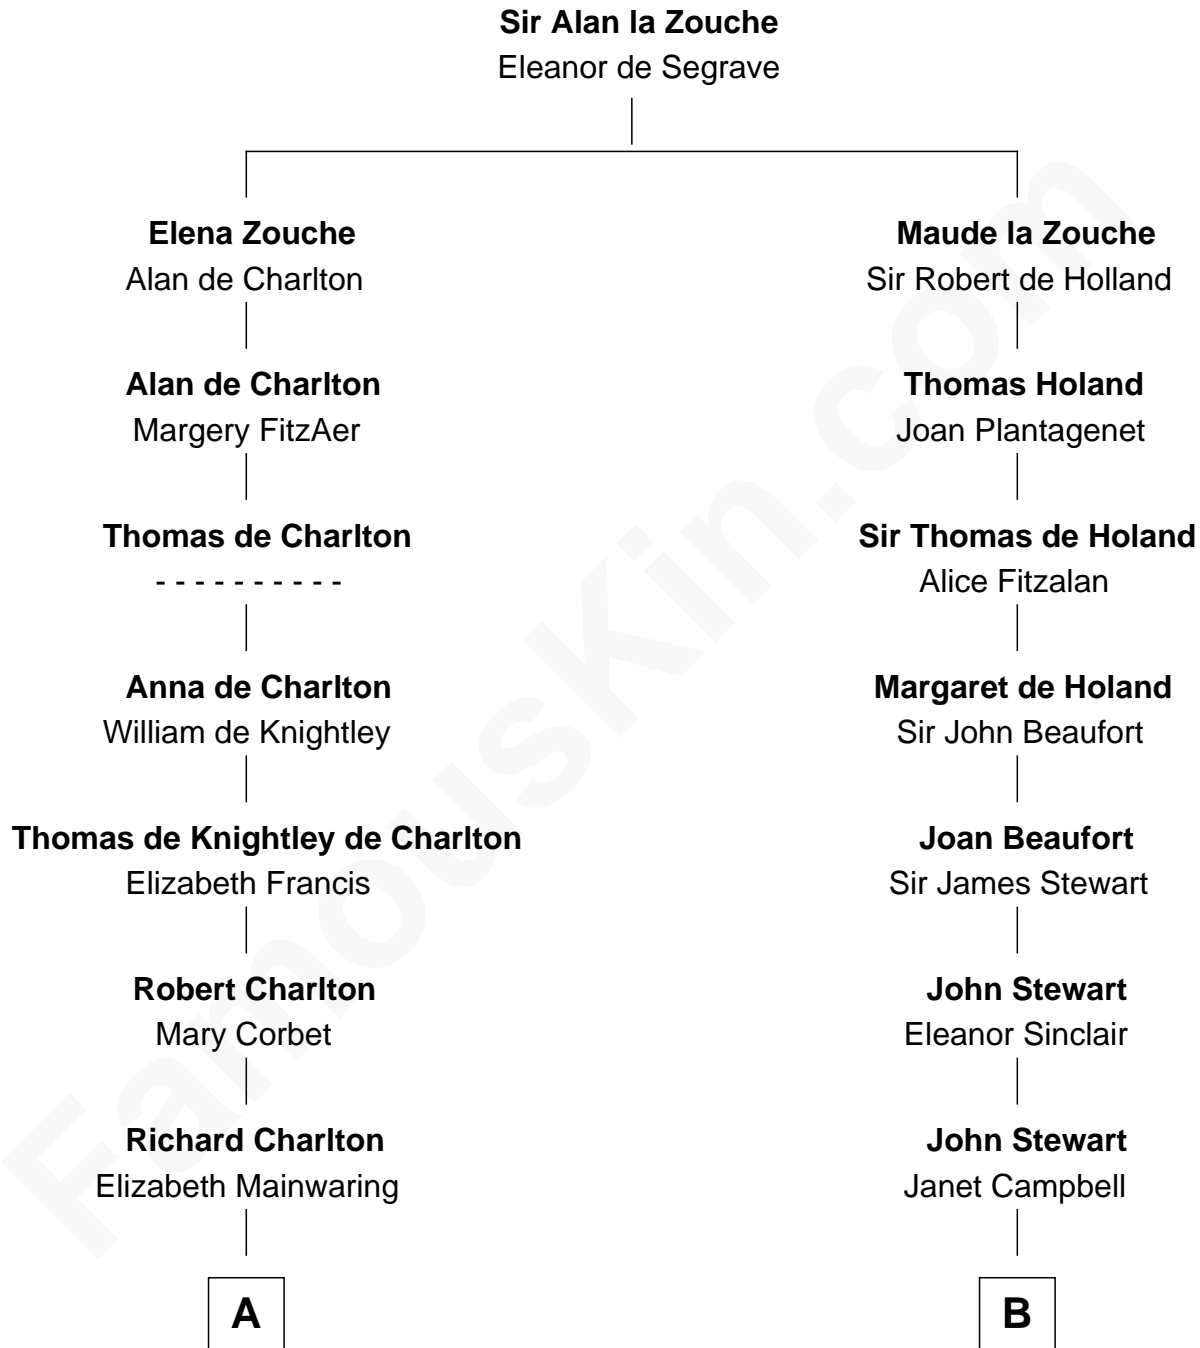 Sir Alan la Zouche
Eleanor de Segrave
Elena Zouche
Alan de Charlton
Maude la Zouche
Sir Robert de Holland
Alan de Charlton
Margery FitzAer
Thomas Holand
Joan Plantagenet
Thomas de Charlton
- - - - - - - - - -
Sir Thomas de Holand
Alice Fitzalan
Anna de Charlton
William de Knightley
Margaret de Holand
Sir John Beaufort
Thomas de Knightley de Charlton
Elizabeth Francis
Joan Beaufort
Sir James Stewart
Robert Charlton
Mary Corbet
John Stewart
Eleanor Sinclair
Richard Charlton
Elizabeth Mainwaring
John Stewart
Janet Campbell
A
B
FamousKin.com